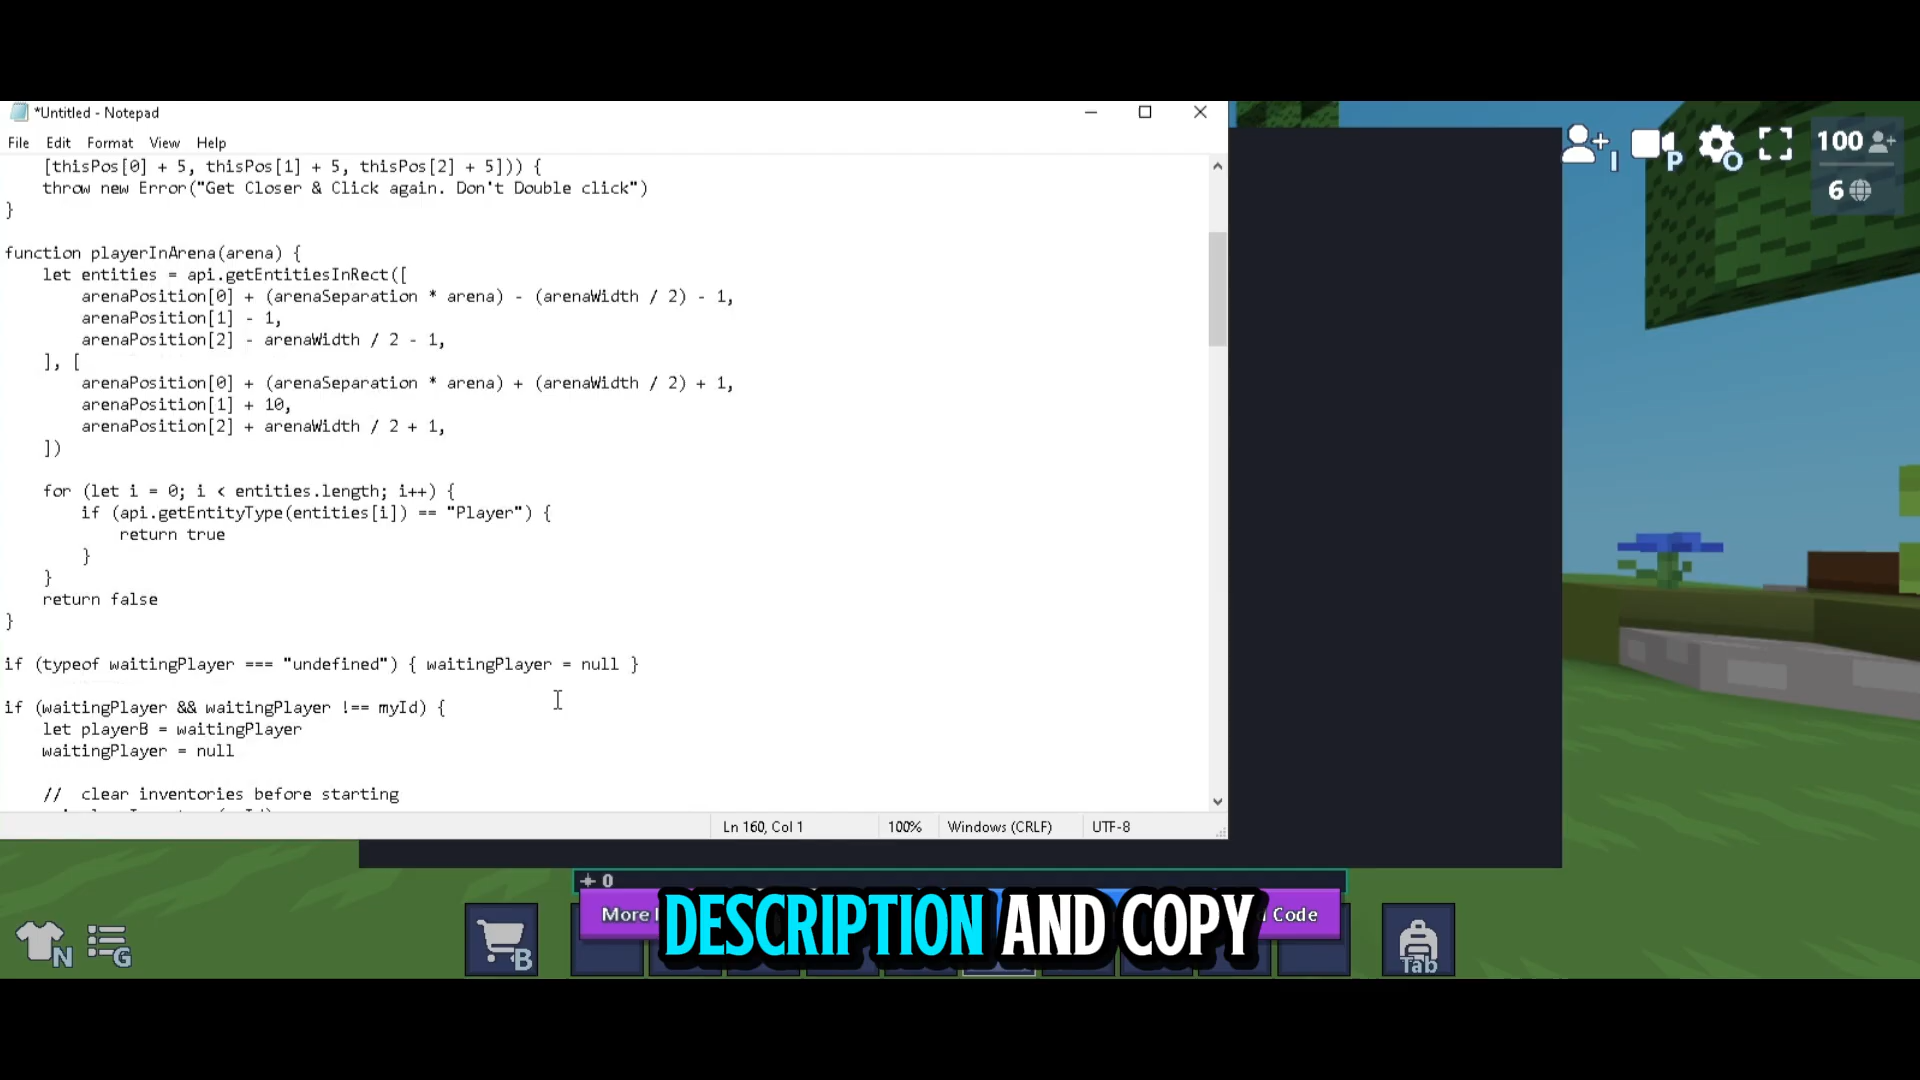 *Untitled - Notepad
File Edit Format View Help
[thisPos[0] + 5, thisPos[1] + 5, thisPos[2] + 5])) {
throw new Error("Get Closer & Click again. Don't Double click")
}
function playerInArena(arena) {
let entities = api.getEntitiesInRect([
arenaPosition[0] + (arenaSeparation * arena) - (arenaWidth / 2) - 1,
arenaPosition[1] - 1,
arenaPosition[2] - arenaWidth / 2 - 1,
], [
arenaPosition[0] + (arenaSeparation * arena) + (arenaWidth / 2) + 1,
arenaPosition[1] + 10,
arenaPosition[2] + arenaWidth / 2 + 1,
])
for (let i = 0; i < entities.length; i++) {
if (api.getEntityType(entities[i]) == "Player") {
return true
}
}
return false
}
if (typeof waitingPlayer === "undefined") { waitingPlayer = null }
if (waitingPlayer && waitingPlayer !== myId) {
let playerB = waitingPlayer
waitingPlayer = null
// clear inventories before starting
Ln 160, Col 1 100% Windows (CRLF) UTF-8
I P O 100
6
0
More Code
DESCRIPTION AND COPY
N G B Tab